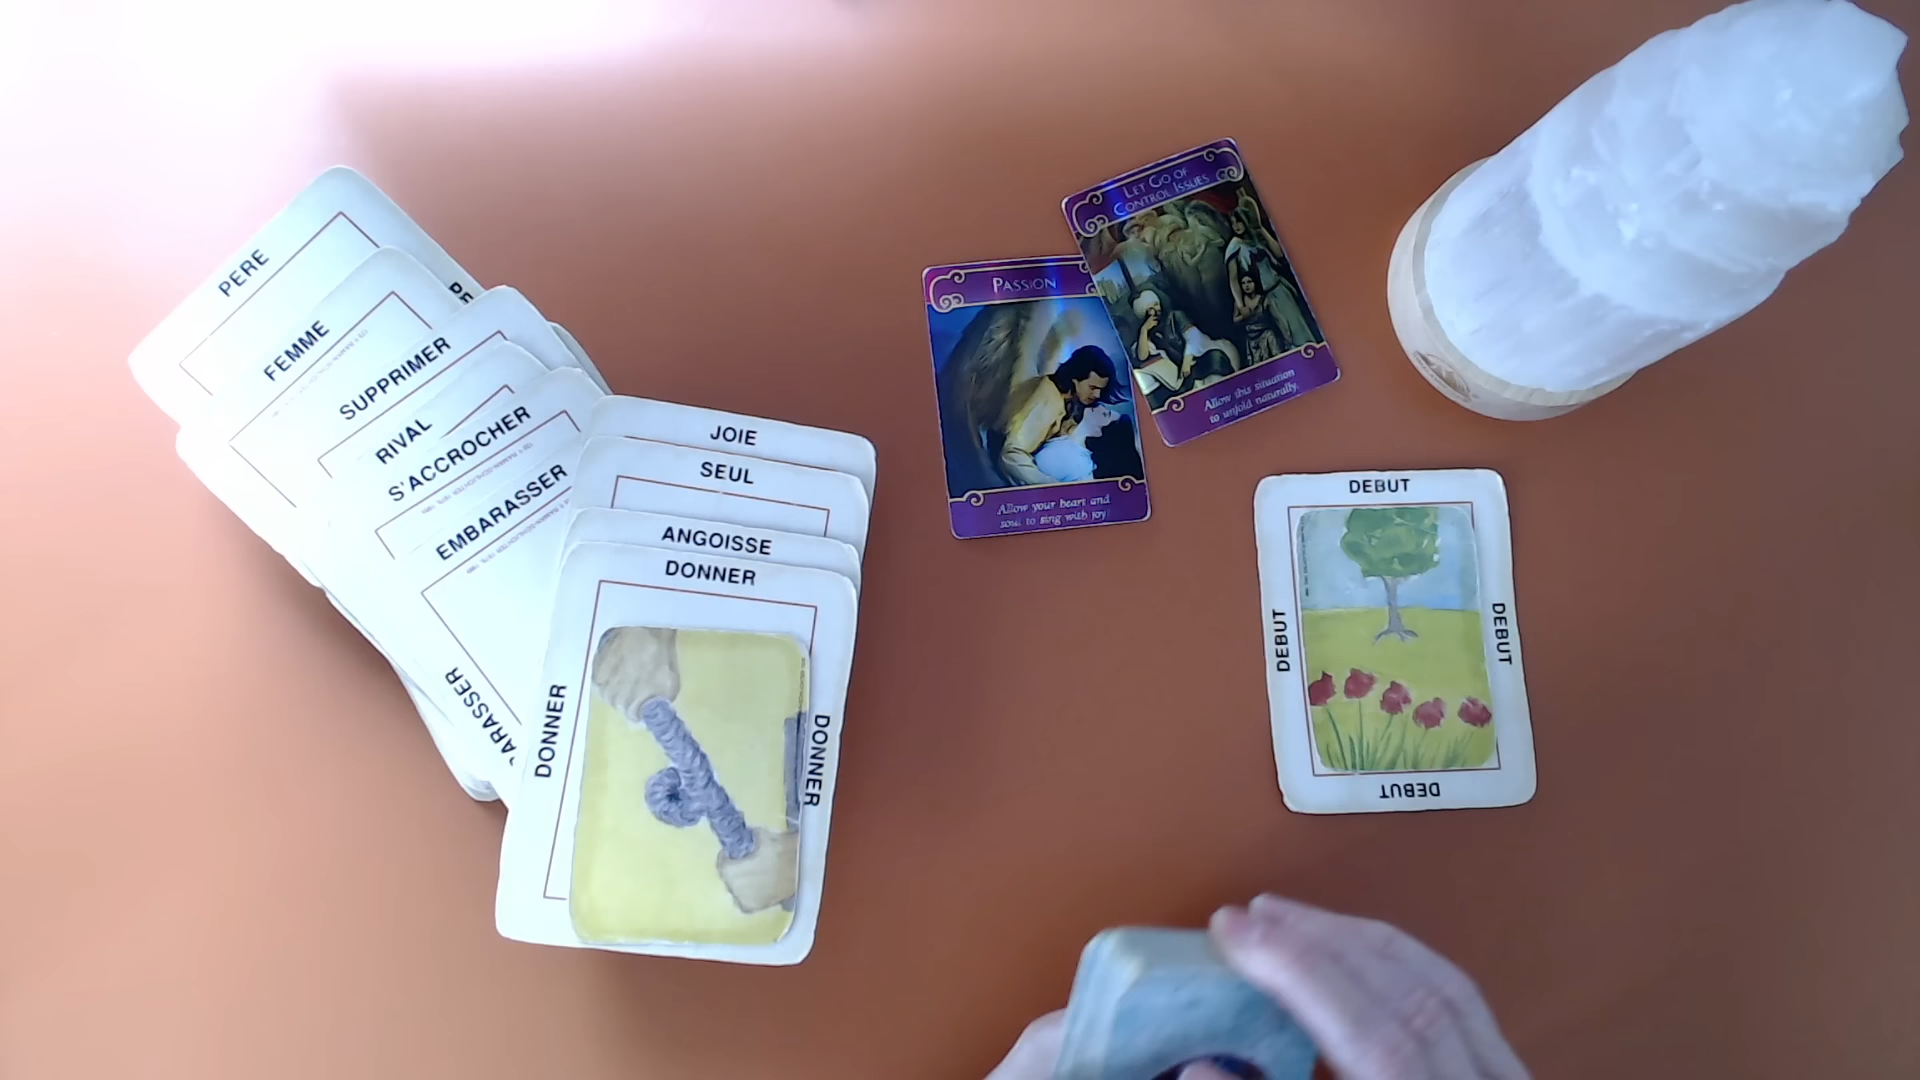 PERE
FEMME
SUPPRIMER
RIVAL
S'ACCROCHER
EMBARASSER
ARASSER
JOIE
SEUL
ANGOISSE
DONNER
DONNER
DONNER
PASSION
Allow your heart and
soul to sing with joy
LET GO OF
CONTROL ISSUES
Allow this situation
to unfold naturally.
DEBUT
DEBUT
DEBUT
DEBUT